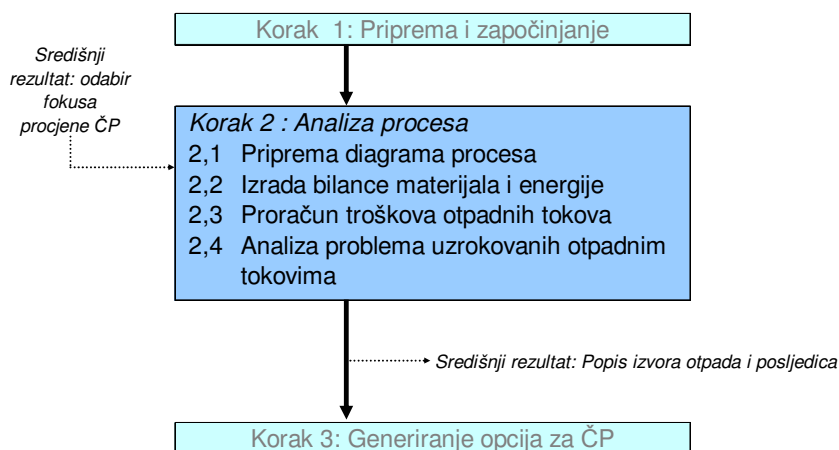 Korak  1: Priprema i započinjanje
Središnji
rezultat: odabir
fokusa
procjene ČP
Korak 2 : Analiza procesa
2,1 Priprema diagrama procesa
2,2 Izrada bilance materijala i energije
2,3 Proračun troškova otpadnih tokova
2,4 Analiza problema uzrokovanih otpadnim
tokovima
Središnji rezultat: Popis izvora otpada i posljedica
Korak 3: Generiranje opcija za ČP